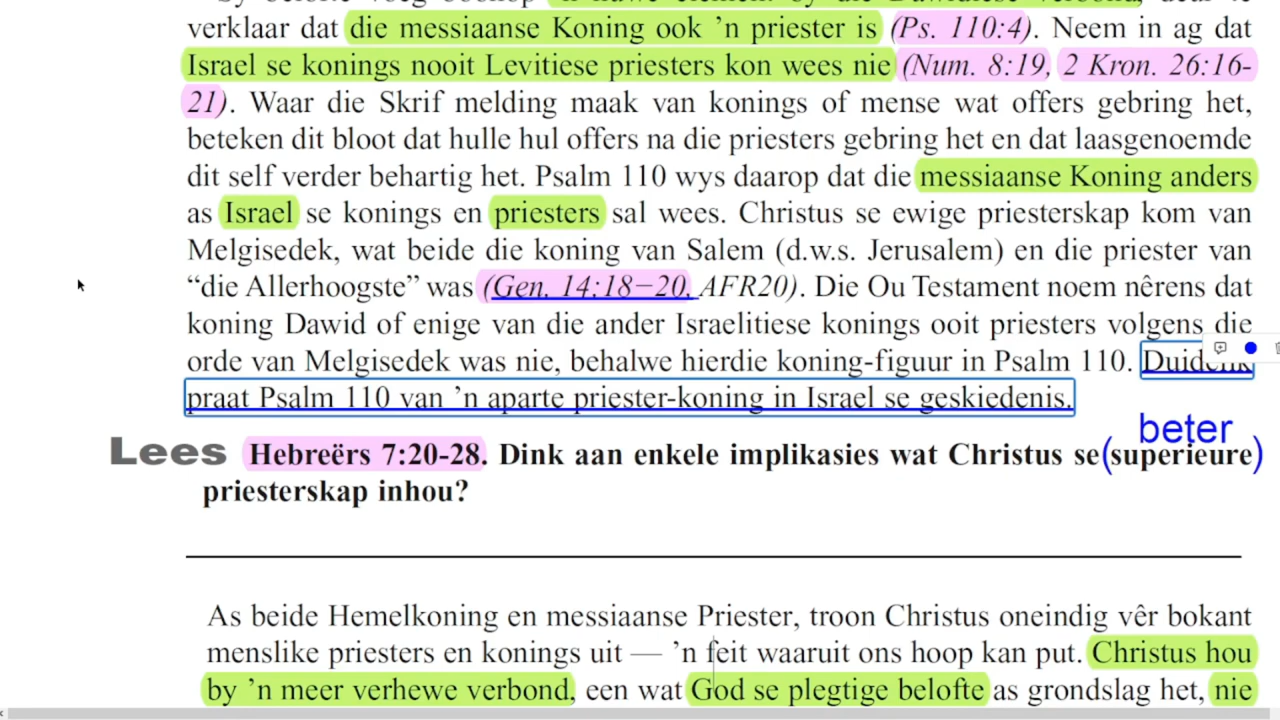 verklaar dat die messiaanse Koning ook ’n priester is (Ps. 110:4). Neem in ag dat
Israel se konings nooit Levitiese priesters kon wees nie (Num. 8:19, 2 Kron. 26:16-
21). Waar die Skrif melding maak van konings of mense wat offers gebring het,
beteken dit bloot dat hulle hul offers na die priesters gebring het en dat laasgenoemde
dit self verder behartig het. Psalm 110 wys daarop dat die messiaanse Koning anders
as Israel se konings en priesters sal wees. Christus se ewige priesterskap kom van
Melgisedek, wat beide die koning van Salem (d.w.s. Jerusalem) en die priester van
“die Allerhoogste” was (Gen. 14:18−20, AFR20). Die Ou Testament noem nêrens dat
koning Dawid of enige van die ander Israelitiese konings ooit priesters volgens die
orde van Melgisedek was nie, behalwe hierdie koning-figuur in Psalm 110. Duidelik
praat Psalm 110 van ’n aparte priester-koning in Israel se geskiedenis.
beter
Lees Hebreërs 7:20-28. Dink aan enkele implikasies wat Christus se (superieure)
priesterskap inhou?
As beide Hemelkoning en messiaanse Priester, troon Christus oneindig vêr bokant
menslike priesters en konings uit — ’n feit waaruit ons hoop kan put. Christus hou
by ’n meer verhewe verbond, een wat God se plegtige belofte as grondslag het, nie